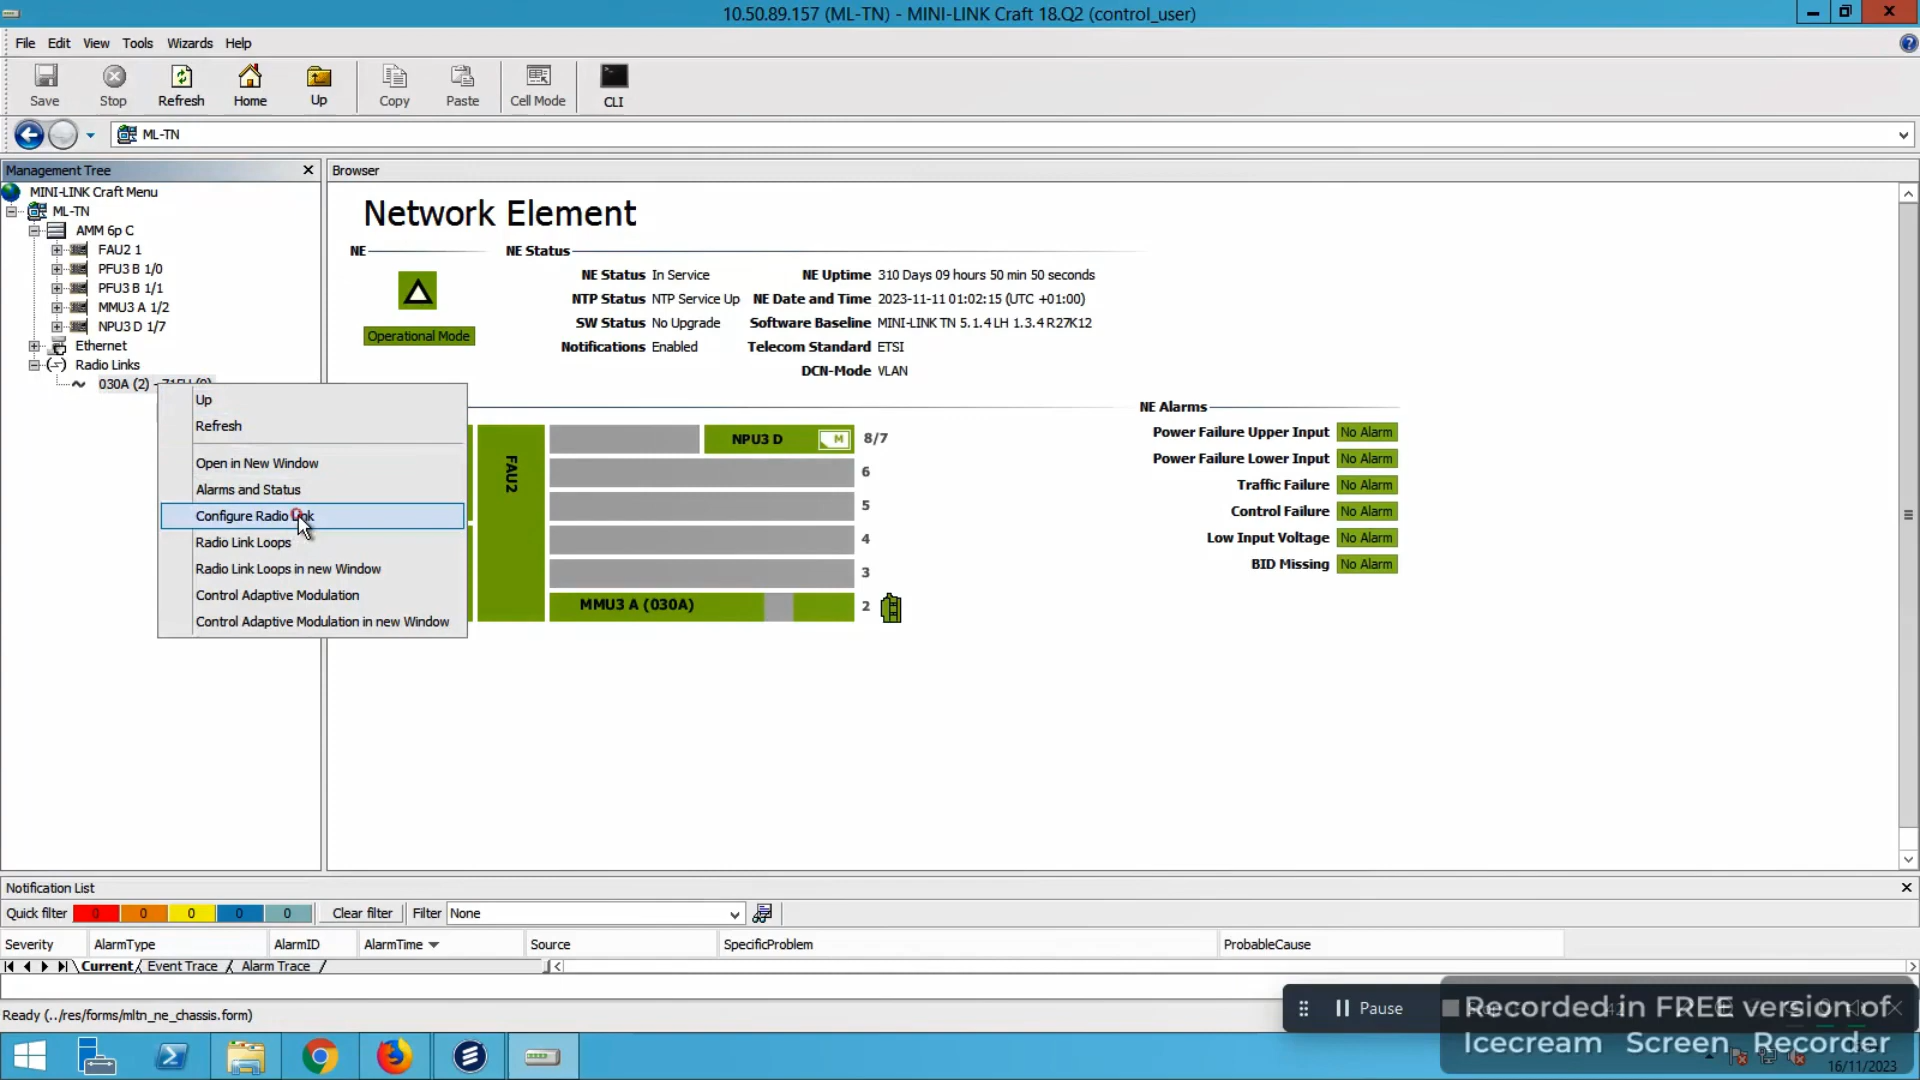 10.50.89.157 (ML-TN) - MINI-LINK Craft 18.Q2 (control_user)
File Edit View Tools Wizards Help
Save Stop Refresh Home Up Copy Paste Cell Mode CLI
ML-TN
Management Tree
Browser
MINI-LINK Craft Menu
ML-TN
AMM 6p C
FAU2 1
PFU3 B 1/0
PFU3 B 1/1
MMU3 A 1/2
NPU3 D 1/7
Ethernet
Radio Links
030A (2) -
Up
Refresh
Open in New Window
Alarms and Status
Configure Radio Link
Radio Link Loops
Radio Link Loops in new Window
Control Adaptive Modulation
Control Adaptive Modulation in new Window
Network Element
NE
Operational Mode
NE Status
NE Status In Service
NTP Status NTP Service Up
SW Status No Upgrade
Notifications Enabled
NE Uptime 310 Days 09 hours 50 min 50 seconds
NE Date and Time 2023-11-11 01:02:15 (UTC +01:00)
Software Baseline MINI-LINK TN 5.1.4 LH 1.3.4 R27K12
Telecom Standard ETSI
DCN-Mode VLAN
FAU2
NPU3 D M 8/7
6
5
4
3
MMU3 A (030A) 2
NE Alarms
Power Failure Upper Input No Alarm
Power Failure Lower Input No Alarm
Traffic Failure No Alarm
Control Failure No Alarm
Low Input Voltage No Alarm
BID Missing No Alarm
Notification List
Quick filter 0 0 0 0 0 Clear filter Filter None
Severity AlarmType AlarmID AlarmTime Source SpecificProblem ProbableCause
Current Event Trace Alarm Trace
Ready (../res/forms/mltn_ne_chassis.form)
Pause
Recorded in FREE version of
Icecream Screen Recorder
16/11/2023